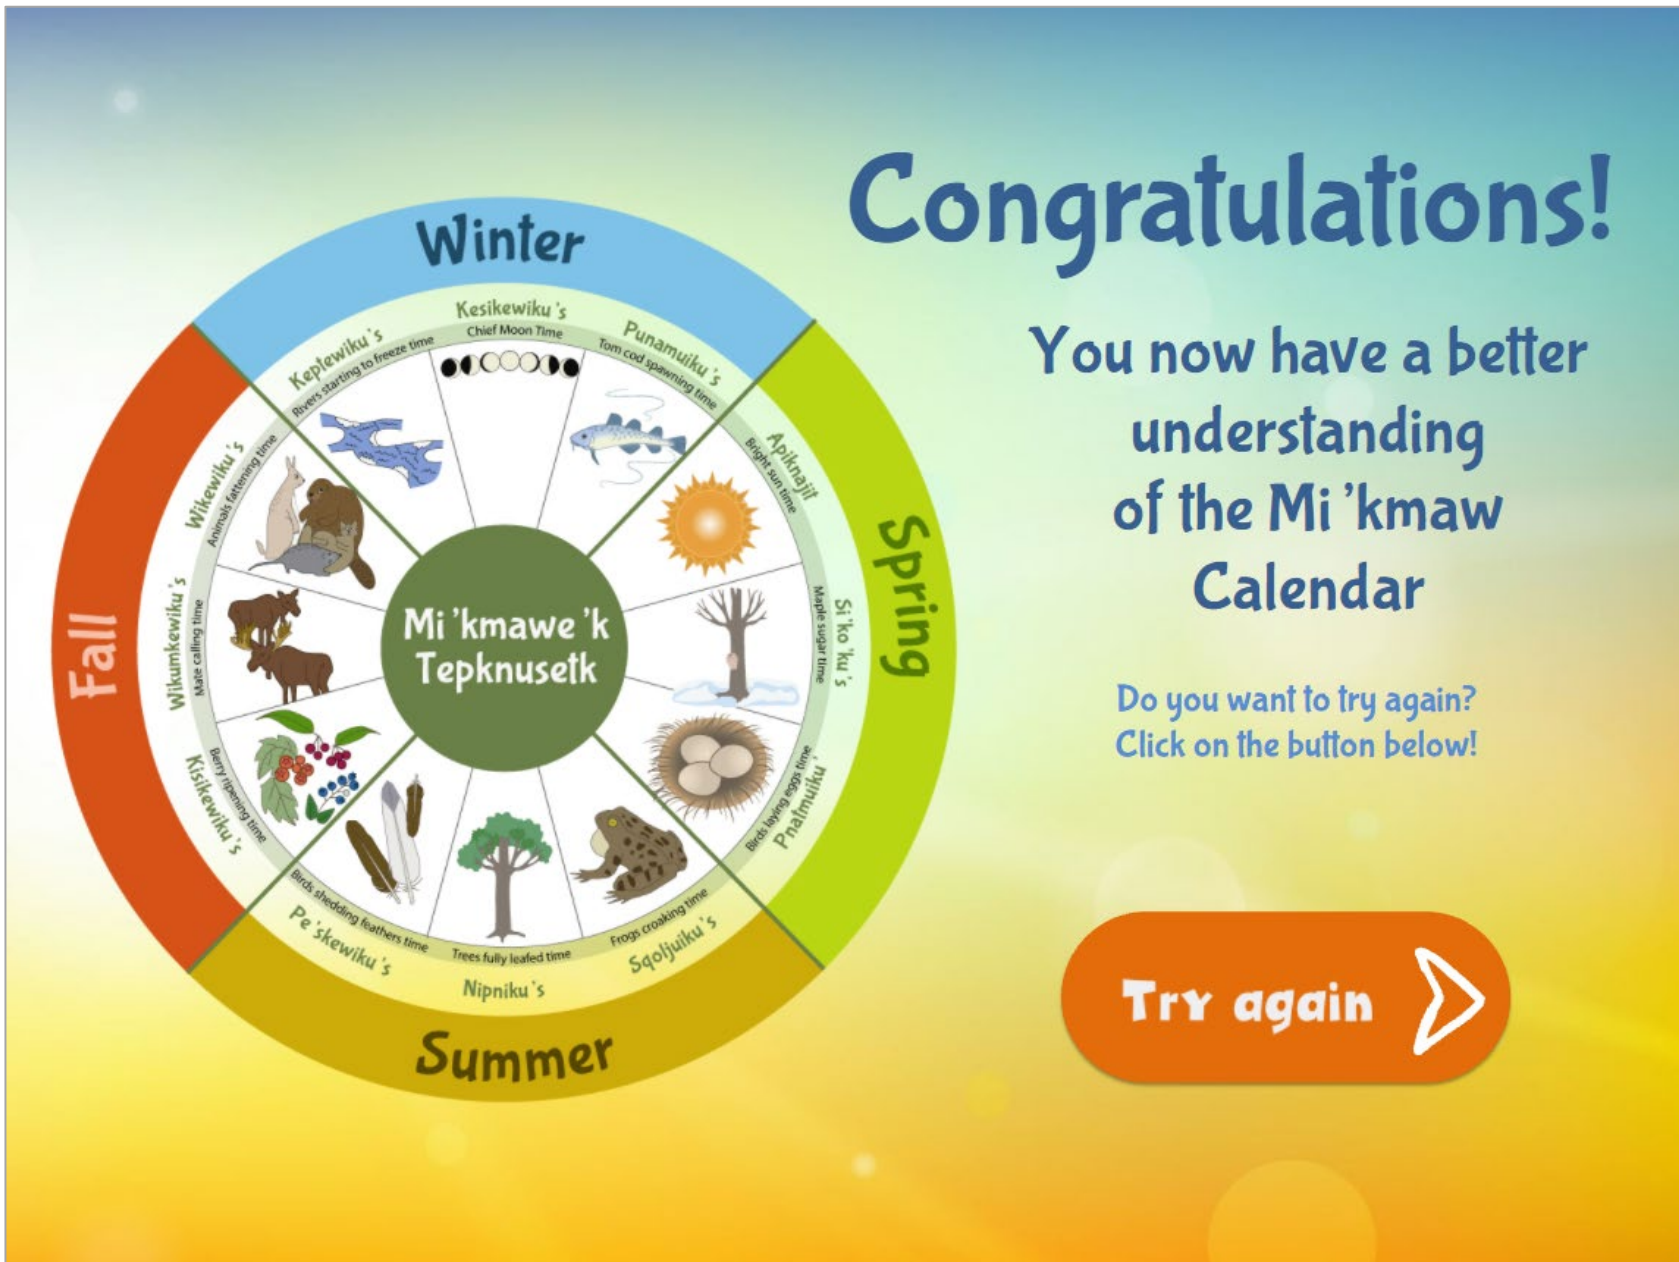 Congratulations!
You now have a better
understanding
of the Mi'kmaw
Calendar
Do you want to try again?
Click on the button below!
Try again
Mi'kmawe'k
Tepknusetk
Winter
Keptewiku's
Rivers starting to freeze time
Kesikewiku's
Chief Moon Time
Punamuiku's
Tom cod spawning time
Spring
Apiknajit
Bright sun time
Si'ko'ku's
Maple sugar time
Pnatmuiku'
Birds laying eggs time
Summer
Sqoljuiku's
Frogs croaking time
Nipniku's
Trees fully leafed time
Pe'skewiku's
Birds shedding feathers time
Fall
Kisikewiku's
Berry ripening time
Wikumkewiku's
Mate calling time
Wikewiku's
Animals fattening time